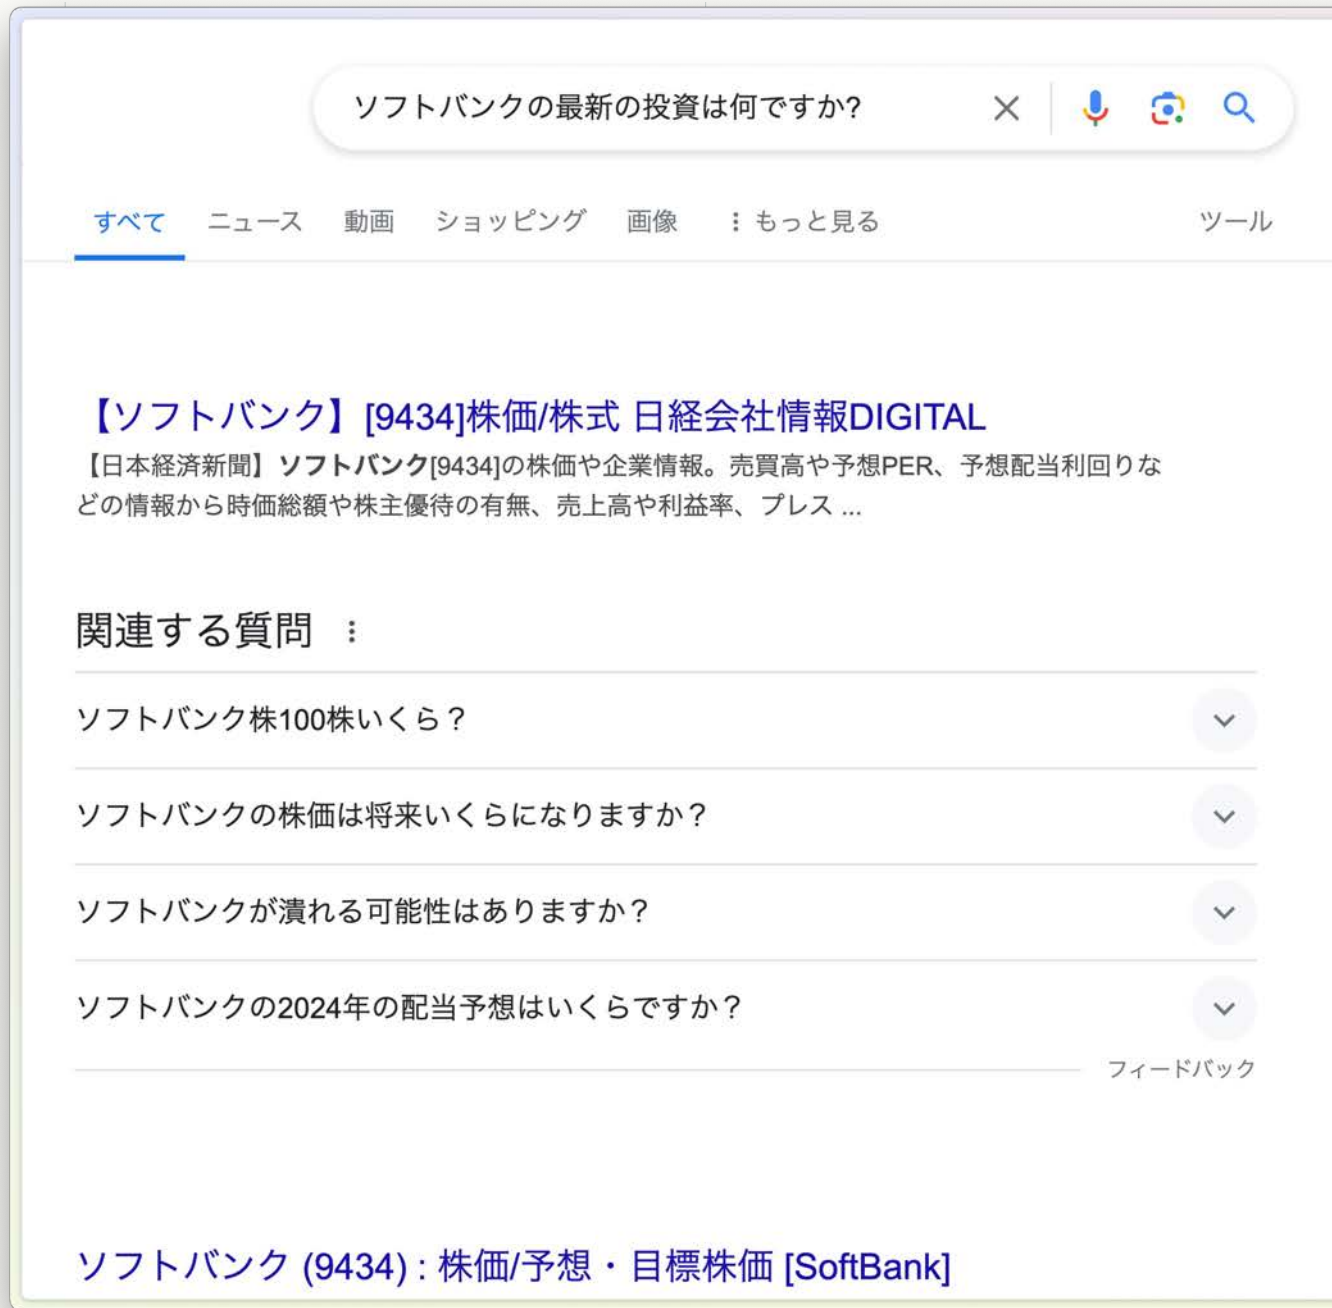 ソフトバンクの最新の投資は何ですか?
すべて ニュース 動画 ショッピング 画像 もっと見る ツール
【ソフトバンク】[9434]株価/株式 日経会社情報DIGITAL
【日本経済新聞】ソフトバンク[9434]の株価や企業情報。売買高や予想PER、予想配当利回りな
どの情報から時価総額や株主優待の有無、売上高や利益率、プレス ...
関連する質問
ソフトバンク株100株いくら？
ソフトバンクの株価は将来いくらになりますか？
ソフトバンクが潰れる可能性はありますか？
ソフトバンクの2024年の配当予想はいくらですか？
フィードバック
ソフトバンク (9434) : 株価/予想・目標株価 [SoftBank]